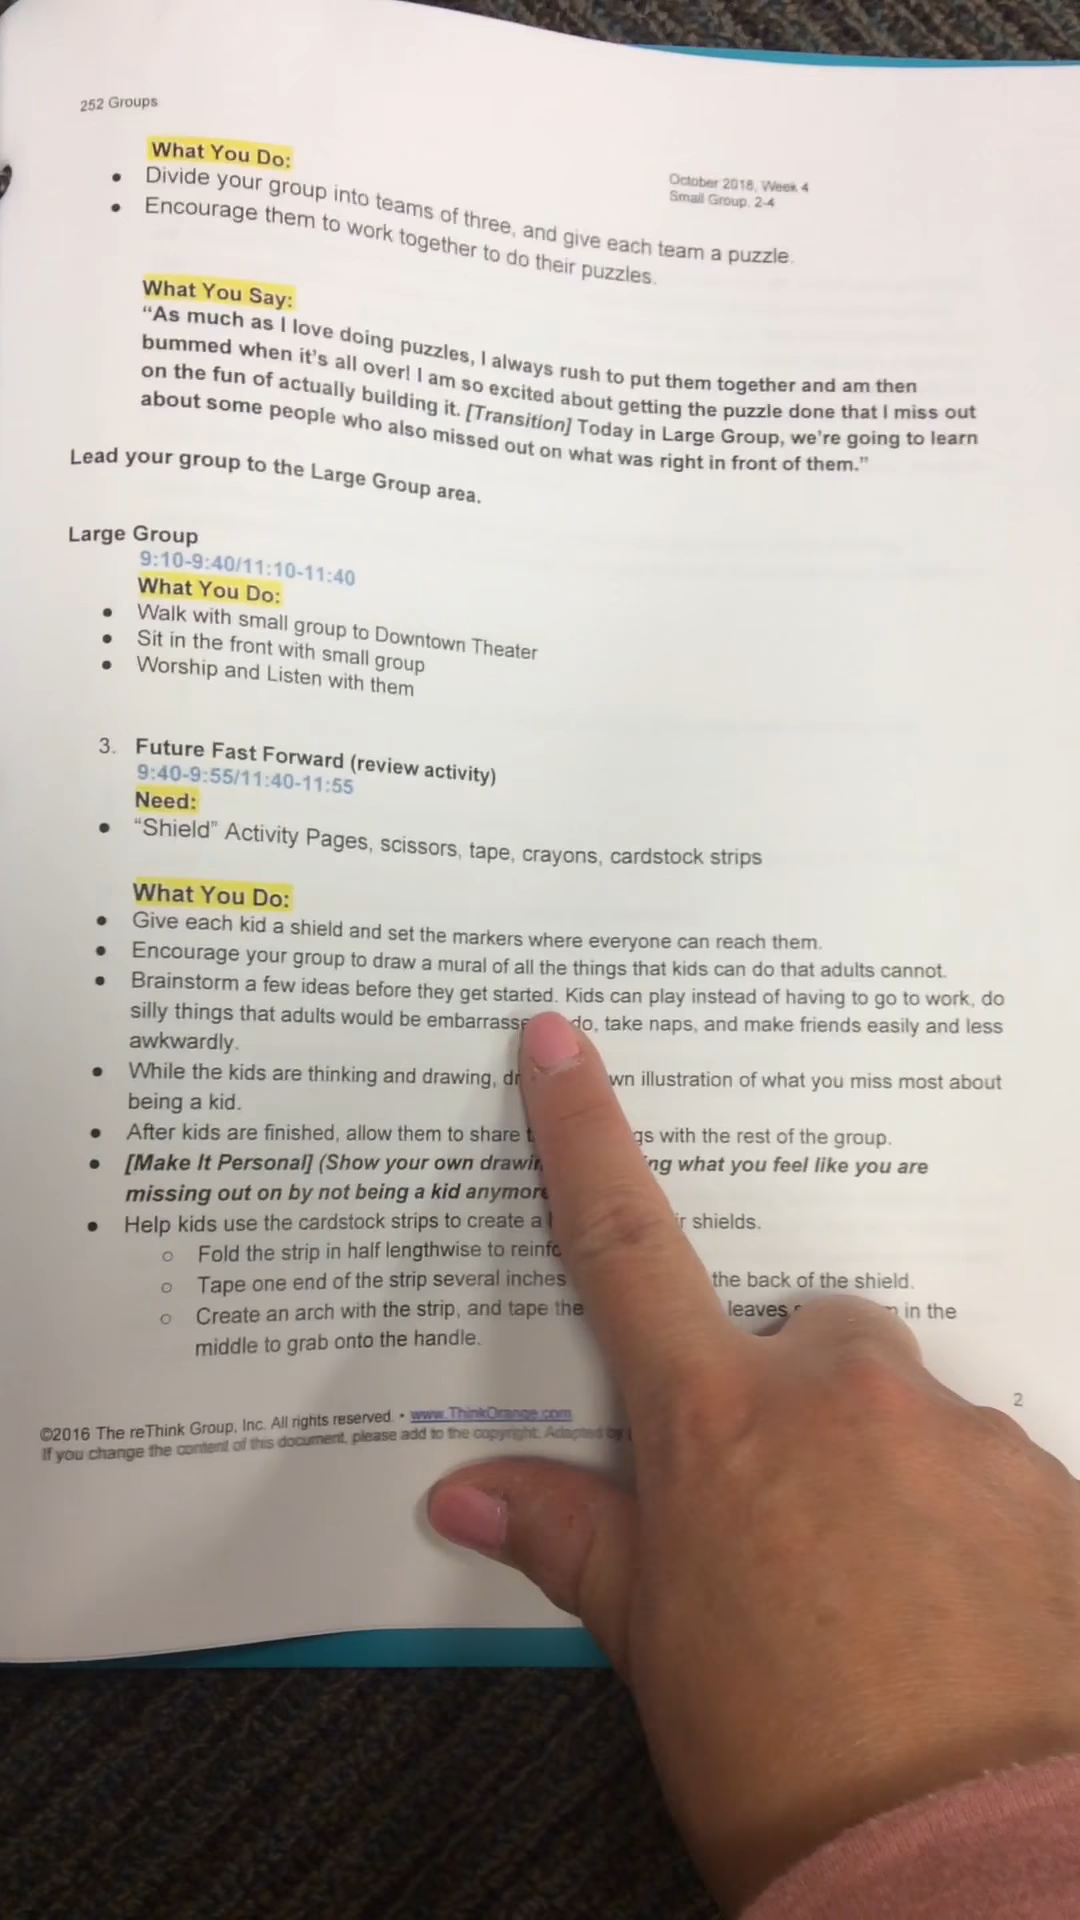 252 Groups
October 2018, Week 4
Small Group, 2-4
What You Do:
• Divide your group into teams of three, and give each team a puzzle.
• Encourage them to work together to do their puzzles.
What You Say:
“As much as I love doing puzzles, I always rush to put them together and am then
bummed when it’s all over! I am so excited about getting the puzzle done that I miss out
on the fun of actually building it. [Transition] Today in Large Group, we’re going to learn
about some people who also missed out on what was right in front of them.”
Lead your group to the Large Group area.
Large Group
9:10-9:40/11:10-11:40
What You Do:
• Walk with small group to Downtown Theater
• Sit in the front with small group
• Worship and Listen with them
3. Future Fast Forward (review activity)
9:40-9:55/11:40-11:55
Need:
• “Shield” Activity Pages, scissors, tape, crayons, cardstock strips
What You Do:
• Give each kid a shield and set the markers where everyone can reach them.
• Encourage your group to draw a mural of all the things that kids can do that adults cannot.
• Brainstorm a few ideas before they get started. Kids can play instead of having to go to work, do
silly things that adults would be do, take naps, and make friends easily and less
awkwardly.
• While the kids are thinking and drawing, illustration of what you miss most about
being a kid.
• After kids are finished, allow them to share with the rest of the group.
• [Make It Personal] (Show your own what you feel like you are
missing out on by not being a kid
• Help kids use the cardstock strips to create a shields.
o Fold the strip in half lengthwise to
o Tape one end of the strip several inches the back of the shield.
o Create an arch with the strip, and tape the leaves in the
middle to grab onto the handle.
2
©2016 The reThink Group, Inc. All rights reserved. • www.ThinkOrange.com
If you change the content of this document, please add to the copyright: Adapted by